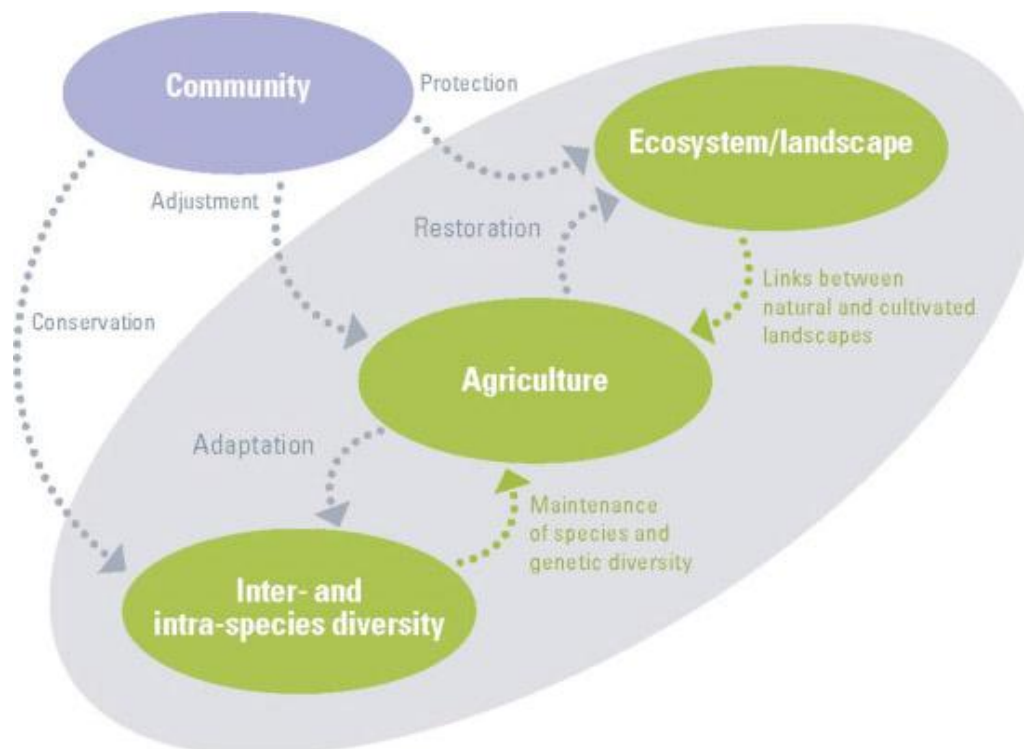 Community
Protection
Ecosystem/landscape
Adjustment
Restoration
Links between
natural and cultivated
landscapes
Conservation
Agriculture
Adaptation
Maintenance
of species and
genetic diversity
Inter- and
intra-species diversity